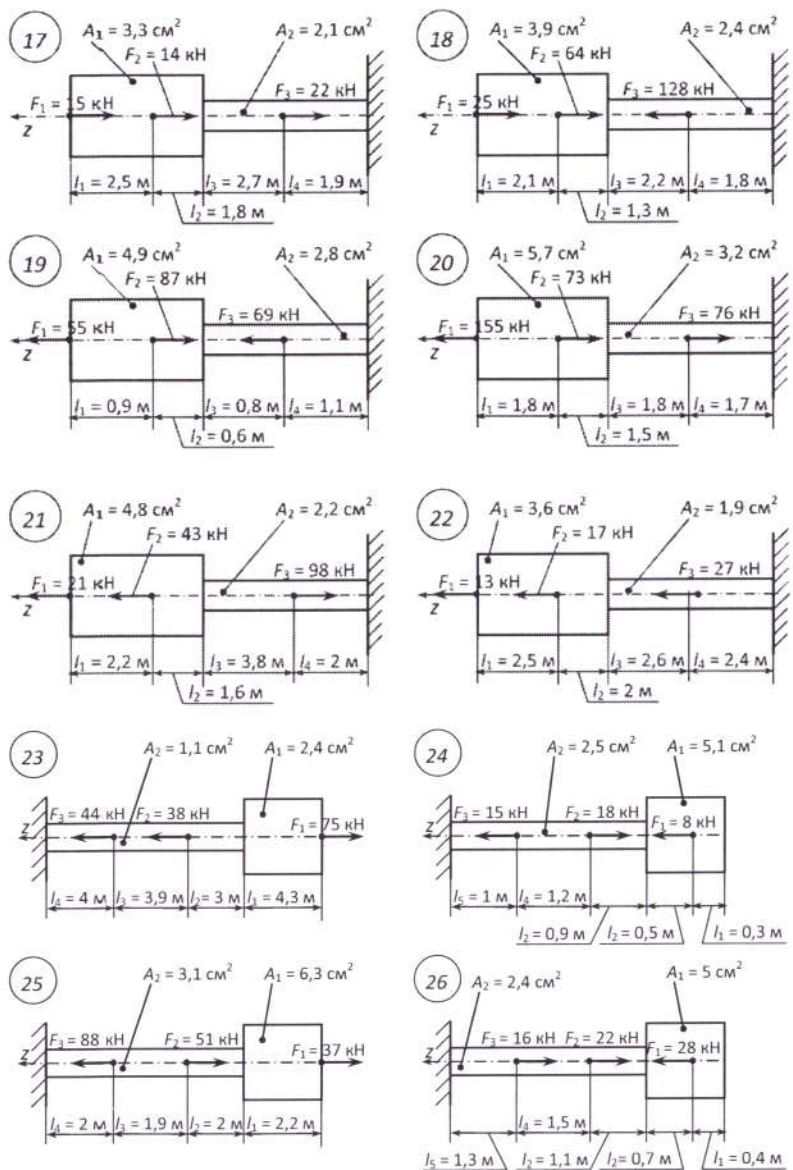 17
A₁ = 3,3 см²
A₂ = 2,1 см²
F₂ = 14 кН
F₃ = 22 кН
F₁ = 15 кН
z
l₁ = 2,5 м
l₃ = 2,7 м
l₄ = 1,9 м
l₂ = 1,8 м
18
A₁ = 3,9 см²
A₂ = 2,4 см²
F₂ = 64 кН
F₃ = 128 кН
F₁ = 25 кН
z
l₁ = 2,1 м
l₃ = 2,2 м
l₄ = 1,8 м
l₂ = 1,3 м
19
A₁ = 4,9 см²
A₂ = 2,8 см²
F₂ = 87 кН
F₃ = 69 кН
F₁ = 55 кН
z
l₁ = 0,9 м
l₃ = 0,8 м
l₄ = 1,1 м
l₂ = 0,6 м
20
A₁ = 5,7 см²
A₂ = 3,2 см²
F₂ = 73 кН
F₃ = 76 кН
F₁ = 155 кН
z
l₁ = 1,8 м
l₃ = 1,8 м
l₄ = 1,7 м
l₂ = 1,5 м
21
A₁ = 4,8 см²
A₂ = 2,2 см²
F₂ = 43 кН
F₃ = 98 кН
F₁ = 21 кН
z
l₁ = 2,2 м
l₃ = 3,8 м
l₄ = 2 м
l₂ = 1,6 м
22
A₁ = 3,6 см²
A₂ = 1,9 см²
F₂ = 17 кН
F₃ = 27 кН
F₁ = 13 кН
z
l₁ = 2,5 м
l₃ = 2,6 м
l₄ = 2,4 м
l₂ = 2 м
23
A₂ = 1,1 см²
A₁ = 2,4 см²
F₃ = 44 кН
F₂ = 38 кН
F₁ = 75 кН
z
l₄ = 4 м
l₃ = 3,9 м
l₂ = 3 м
l₁ = 4,3 м
24
A₂ = 2,5 см²
A₁ = 5,1 см²
F₃ = 15 кН
F₂ = 18 кН
F₁ = 8 кН
z
l₅ = 1 м
l₄ = 1,2 м
l₂ = 0,9 м
l₂ = 0,5 м
l₁ = 0,3 м
25
A₂ = 3,1 см²
A₁ = 6,3 см²
F₃ = 88 кН
F₂ = 51 кН
F₁ = 37 кН
z
l₄ = 2 м
l₃ = 1,9 м
l₂ = 2 м
l₁ = 2,2 м
26
A₂ = 2,4 см²
A₁ = 5 см²
F₃ = 16 кН
F₂ = 22 кН
F₁ = 28 кН
z
l₄ = 1,5 м
l₅ = 1,3 м
l₂ = 1,1 м
l₂ = 0,7 м
l₁ = 0,4 м